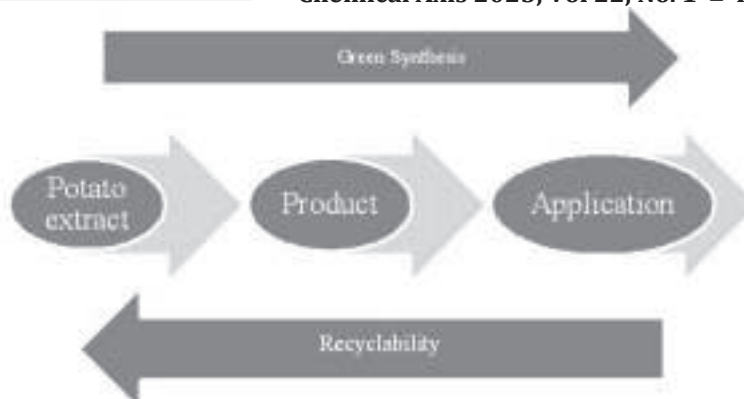 Green Synthesis
Potato
extract
Product
Application
Recyclability